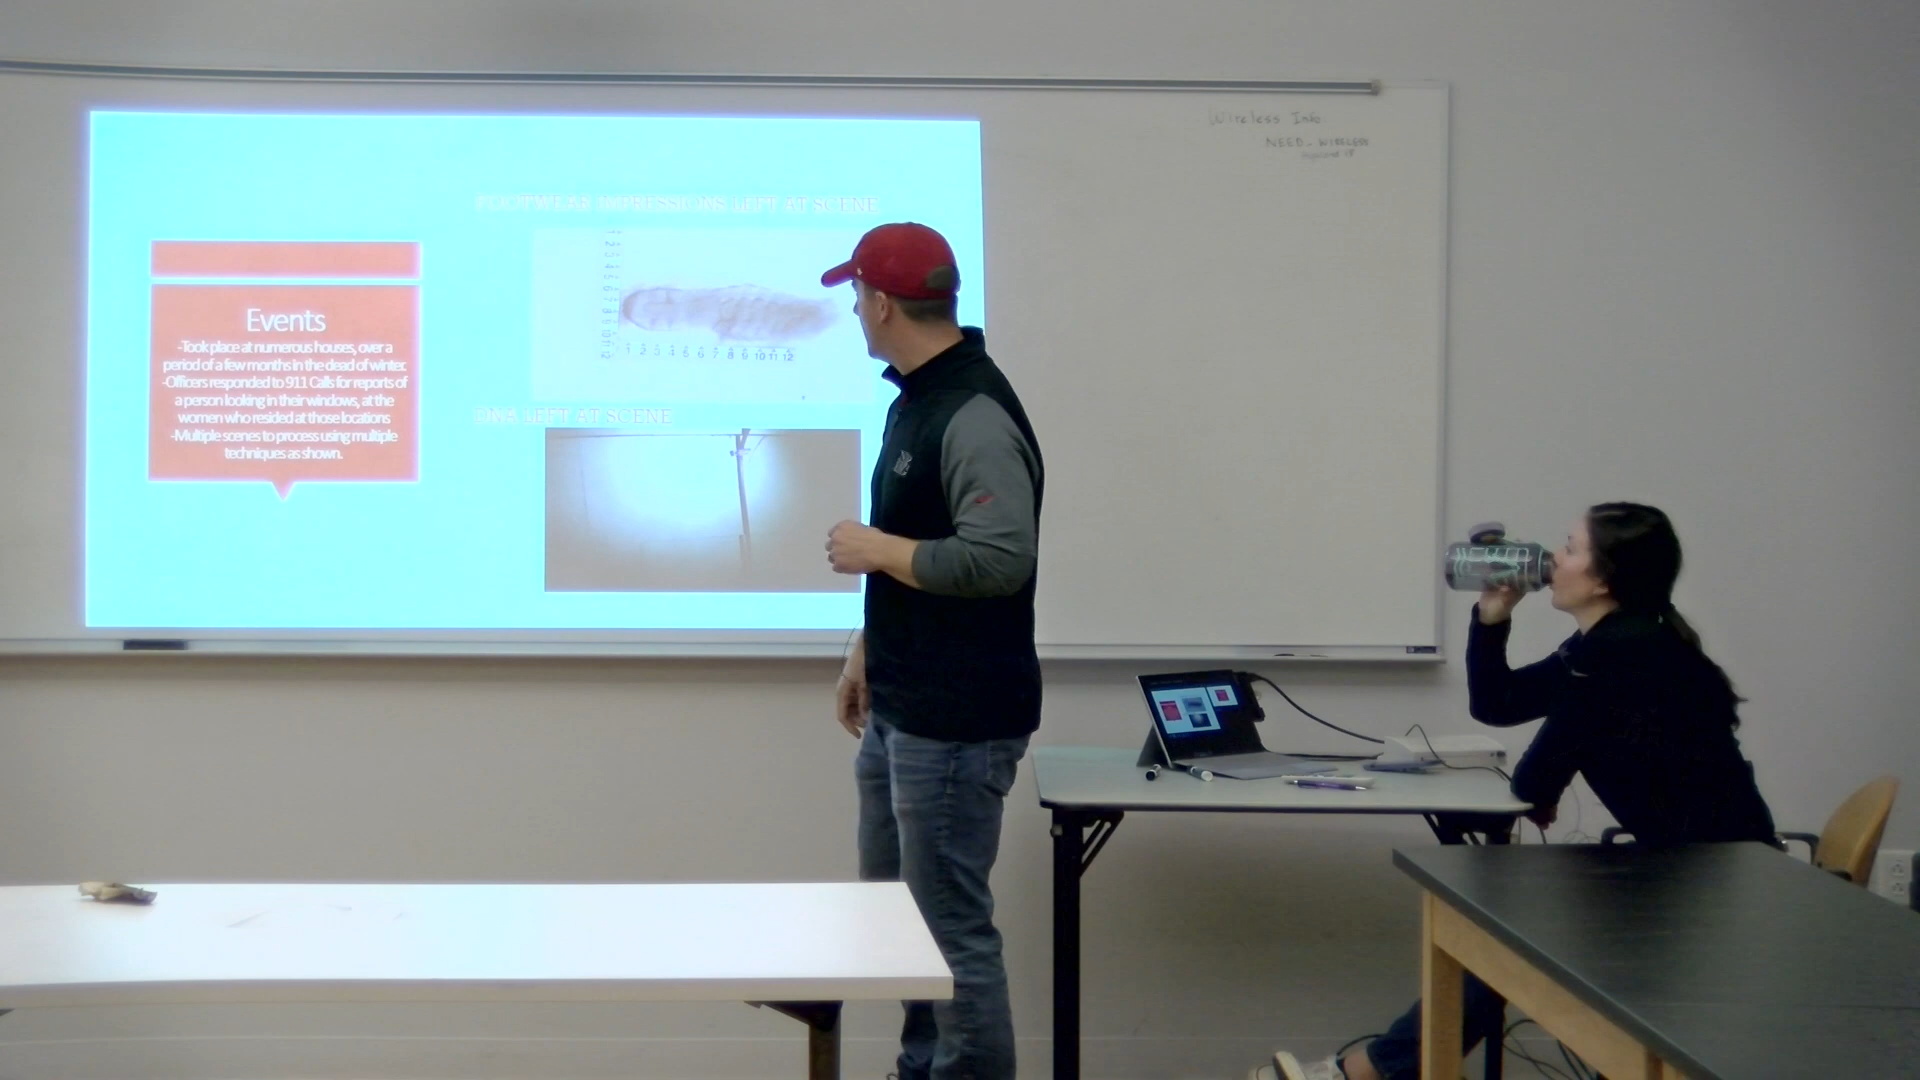 FOOTWEAR IMPRESSIONS LEFT AT SCENE
Events
-Took place at numerous houses, over a
period of a few months in the dead of winter.
-Officers responded to 911 Calls for reports of
a person looking in their windows, at the
women who resided at those locations
-Multiple scenes to process using multiple
techniques as shown.
1 2 3 4 5 6 7 8 9 10 11 12
DNA LEFT AT SCENE
Wireless Info:
NEED-WIRELESS